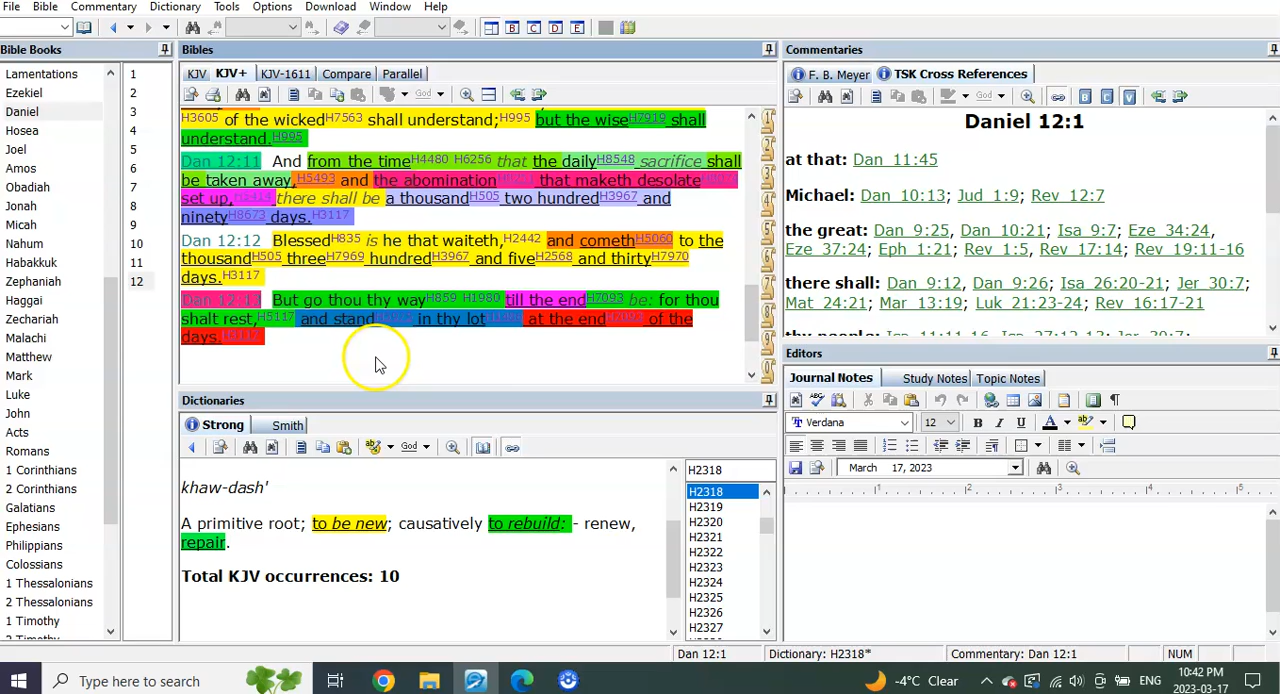 File Bible Commentary Dictionary Tools Options Download Window Help
Bible Books
Lamentations
Ezekiel
Daniel
Hosea
Joel
Amos
Obadiah
Jonah
Micah
Nahum
Habakkuk
Zephaniah
Haggai
Zechariah
Malachi
Matthew
Mark
Luke
John
Acts
Romans
1 Corinthians
2 Corinthians
Galatians
Ephesians
Philippians
Colossians
1 Thessalonians
2 Thessalonians
1 Timothy
2 Timothy
1
2
3
4
5
6
7
8
9
10
11
12
Bibles
KJV KJV+ KJV-1611 Compare Parallel
H3605 of the wicked H7563 shall understand; H995 but the wise H7919 shall
understand. H995
Dan 12:11 And from the time H4480 H6256 that the daily H8548 sacrifice shall
be taken away, H5493 and the abomination that maketh desolate
set up, there shall be a thousand H505 two hundred H3967 and
ninety H8673 days. H3117
Dan 12:12 Blessed H835 is he that waiteth, H2442 and cometh H5060 to the
thousand H505 three H7969 hundred H3967 and five H2568 and thirty H7970
days. H3117
Dan 12:13 But go thou thy way H859 H1980 till the end H7093 be: for thou
shalt rest, H5117 and stand in thy lot at the end of the
days.
Dictionaries
Strong Smith
God
khaw-dash'
A primitive root; to be new; causatively to rebuild: - renew,
repair.
Total KJV occurrences: 10
H2318
H2318
H2319
H2320
H2321
H2322
H2323
H2324
H2325
H2326
H2327
Commentaries
F. B. Meyer TSK Cross References
God B C V
Daniel 12:1
at that: Dan 11:45
Michael: Dan 10:13; Jud 1:9; Rev 12:7
the great: Dan 9:25, Dan 10:21; Isa 9:7; Eze 34:24,
Eze 37:24; Eph 1:21; Rev 1:5, Rev 17:14; Rev 19:11-16
there shall: Dan 9:12, Dan 9:26; Isa 26:20-21; Jer 30:7;
Mat 24:21; Mar 13:19; Luk 21:23-24; Rev 16:17-21
Editors
Journal Notes Study Notes Topic Notes
Verdana 12 B I U A
March 17, 2023
1 2 3 4 5
Dan 12:1 Dictionary: H2318* Commentary: Dan 12:1 NUM
Type here to search
-4°C Clear
ENG
10:42 PM
2023-03-17